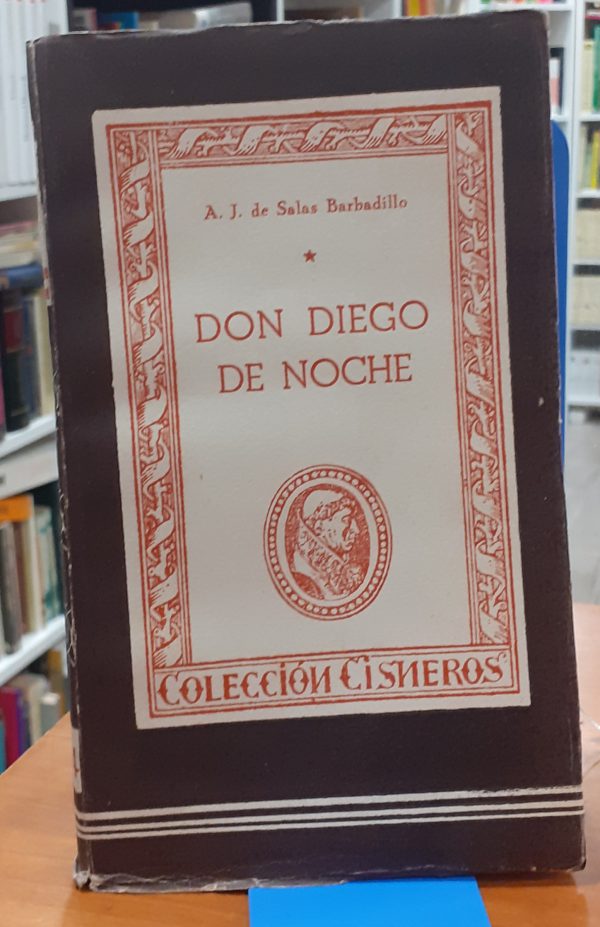 A. J. de Salas Barbadillo
DON DIEGO
DE NOCHE
COLECCIÓN CISNEROS